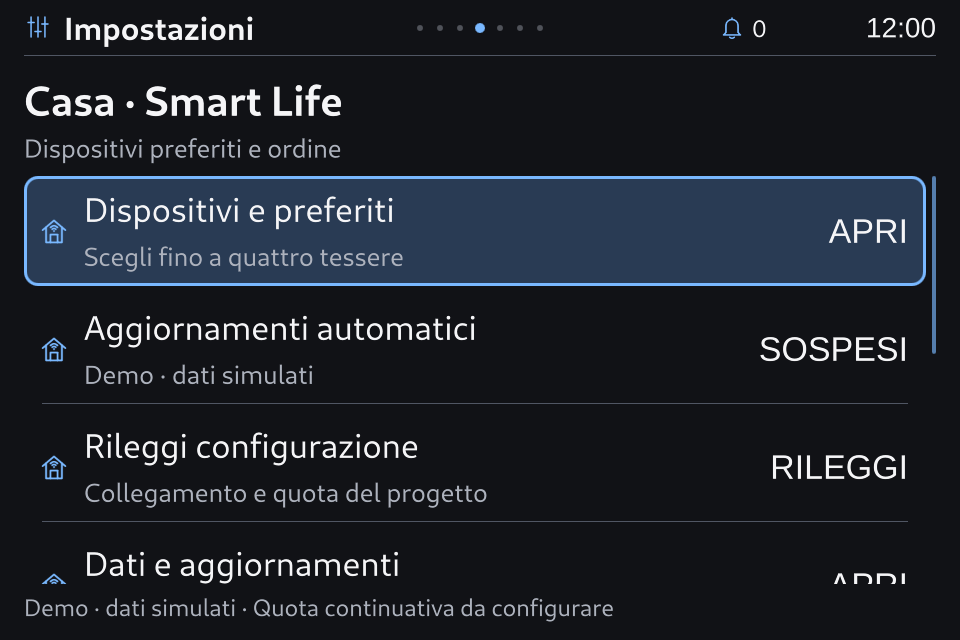 Impostazioni
0
12:00
Casa · Smart Life
Dispositivi preferiti e ordine
Dispositivi e preferiti
APRI
Scegli fino a quattro tessere
Aggiornamenti automatici
SOSPESI
Demo · dati simulati
Rileggi configurazione
RILEGGI
Collegamento e quota del progetto
Dati e aggiornamenti
APRI
Demo · dati simulati · Quota continuativa da configurare